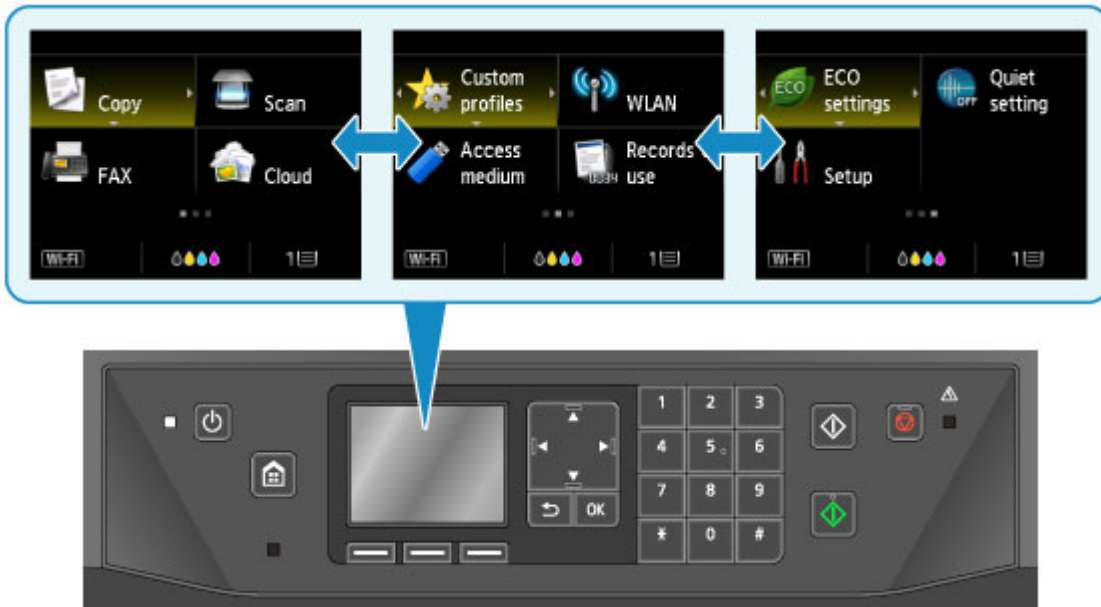 Copy
Scan
FAX
Cloud
Wi-Fi
1
Custom
profiles
WLAN
Access
medium
Records
use
0034
Wi-Fi
1
ECO
ECO
settings
OFF
Quiet
setting
Setup
Wi-Fi
1
1 2 3
4 5 6
7 8 9
* 0 #
OK